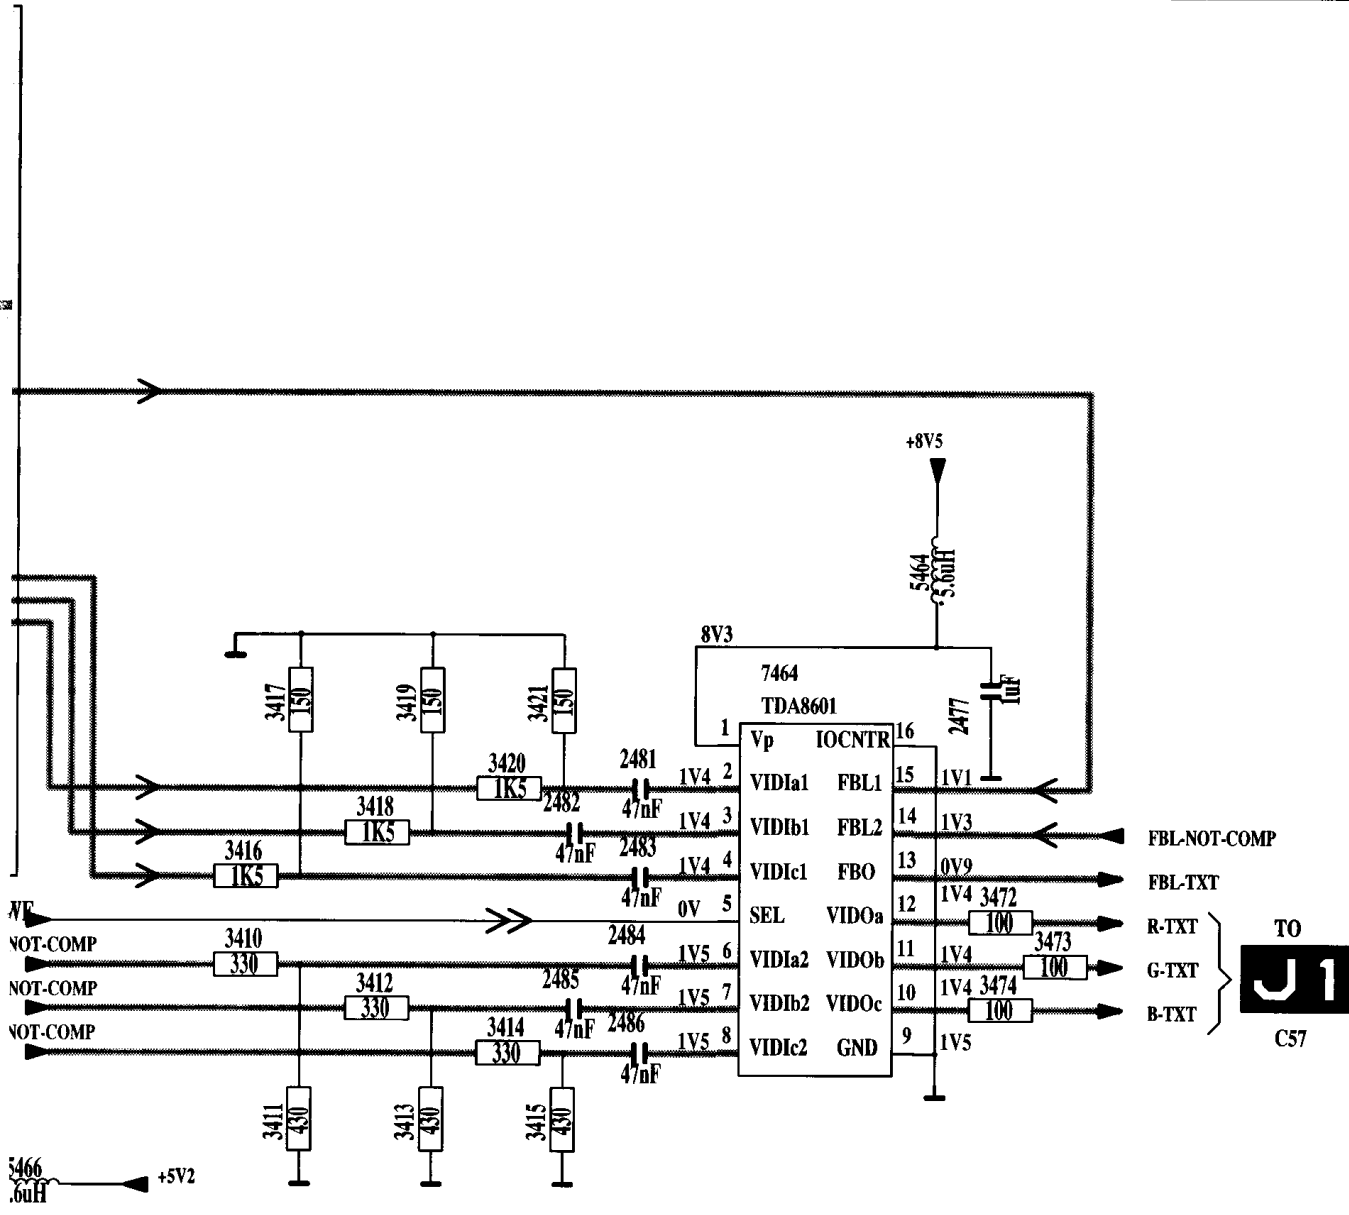 +8V5
5464
5.6uH
8V3
7464
TDA8601
2477
1uF
3417
150
3419
150
3421
150
1 Vp IOCNTR 16
3420
1K5
2481
47nF
1V4 2 VIDIa1 FBL1 15 1V1
3418
1K5
2482
47nF
1V4 3 VIDIb1 FBL2 14 1V3 FBL-NOT-COMP
3416
1K5
2483
47nF
1V4 4 VIDIc1 FBO 13 0V9 FBL-TXT
0V 5 SEL VIDOa 12 1V4 3472
100
R-TXT
NOT-COMP
3410
330
2484
47nF
1V5 6 VIDIa2 VIDOb 11 1V4 3473
100
G-TXT
NOT-COMP
3412
330
2485
47nF
1V5 7 VIDIb2 VIDOc 10 1V4 3474
100
B-TXT
NOT-COMP
3414
330
2486
47nF
1V5 8 VIDIc2 GND 9 1V5
TO
J1
C57
3411
430
3413
430
3415
430
5466
.6uH
+5V2